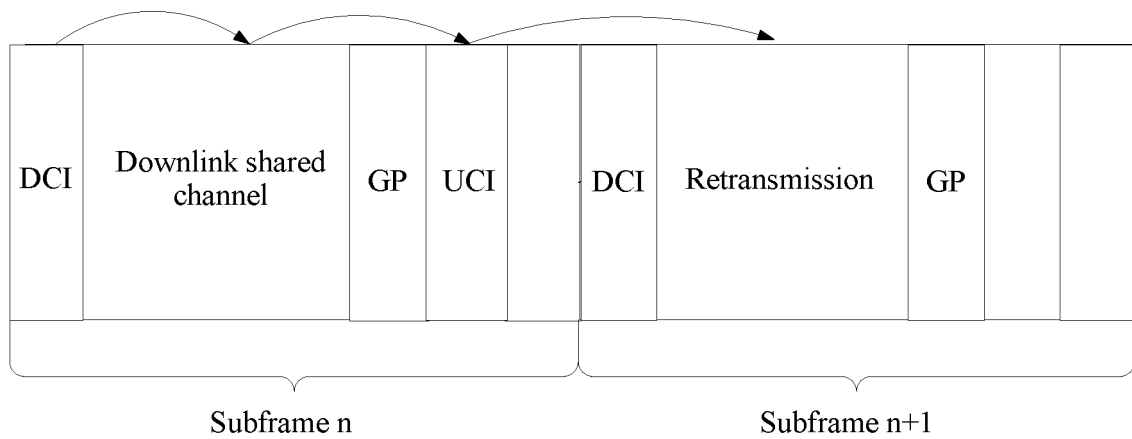 DCI
Downlink shared
channel
GP
UCI
DCI
Retransmission
GP
Subframe n
Subframe n+1